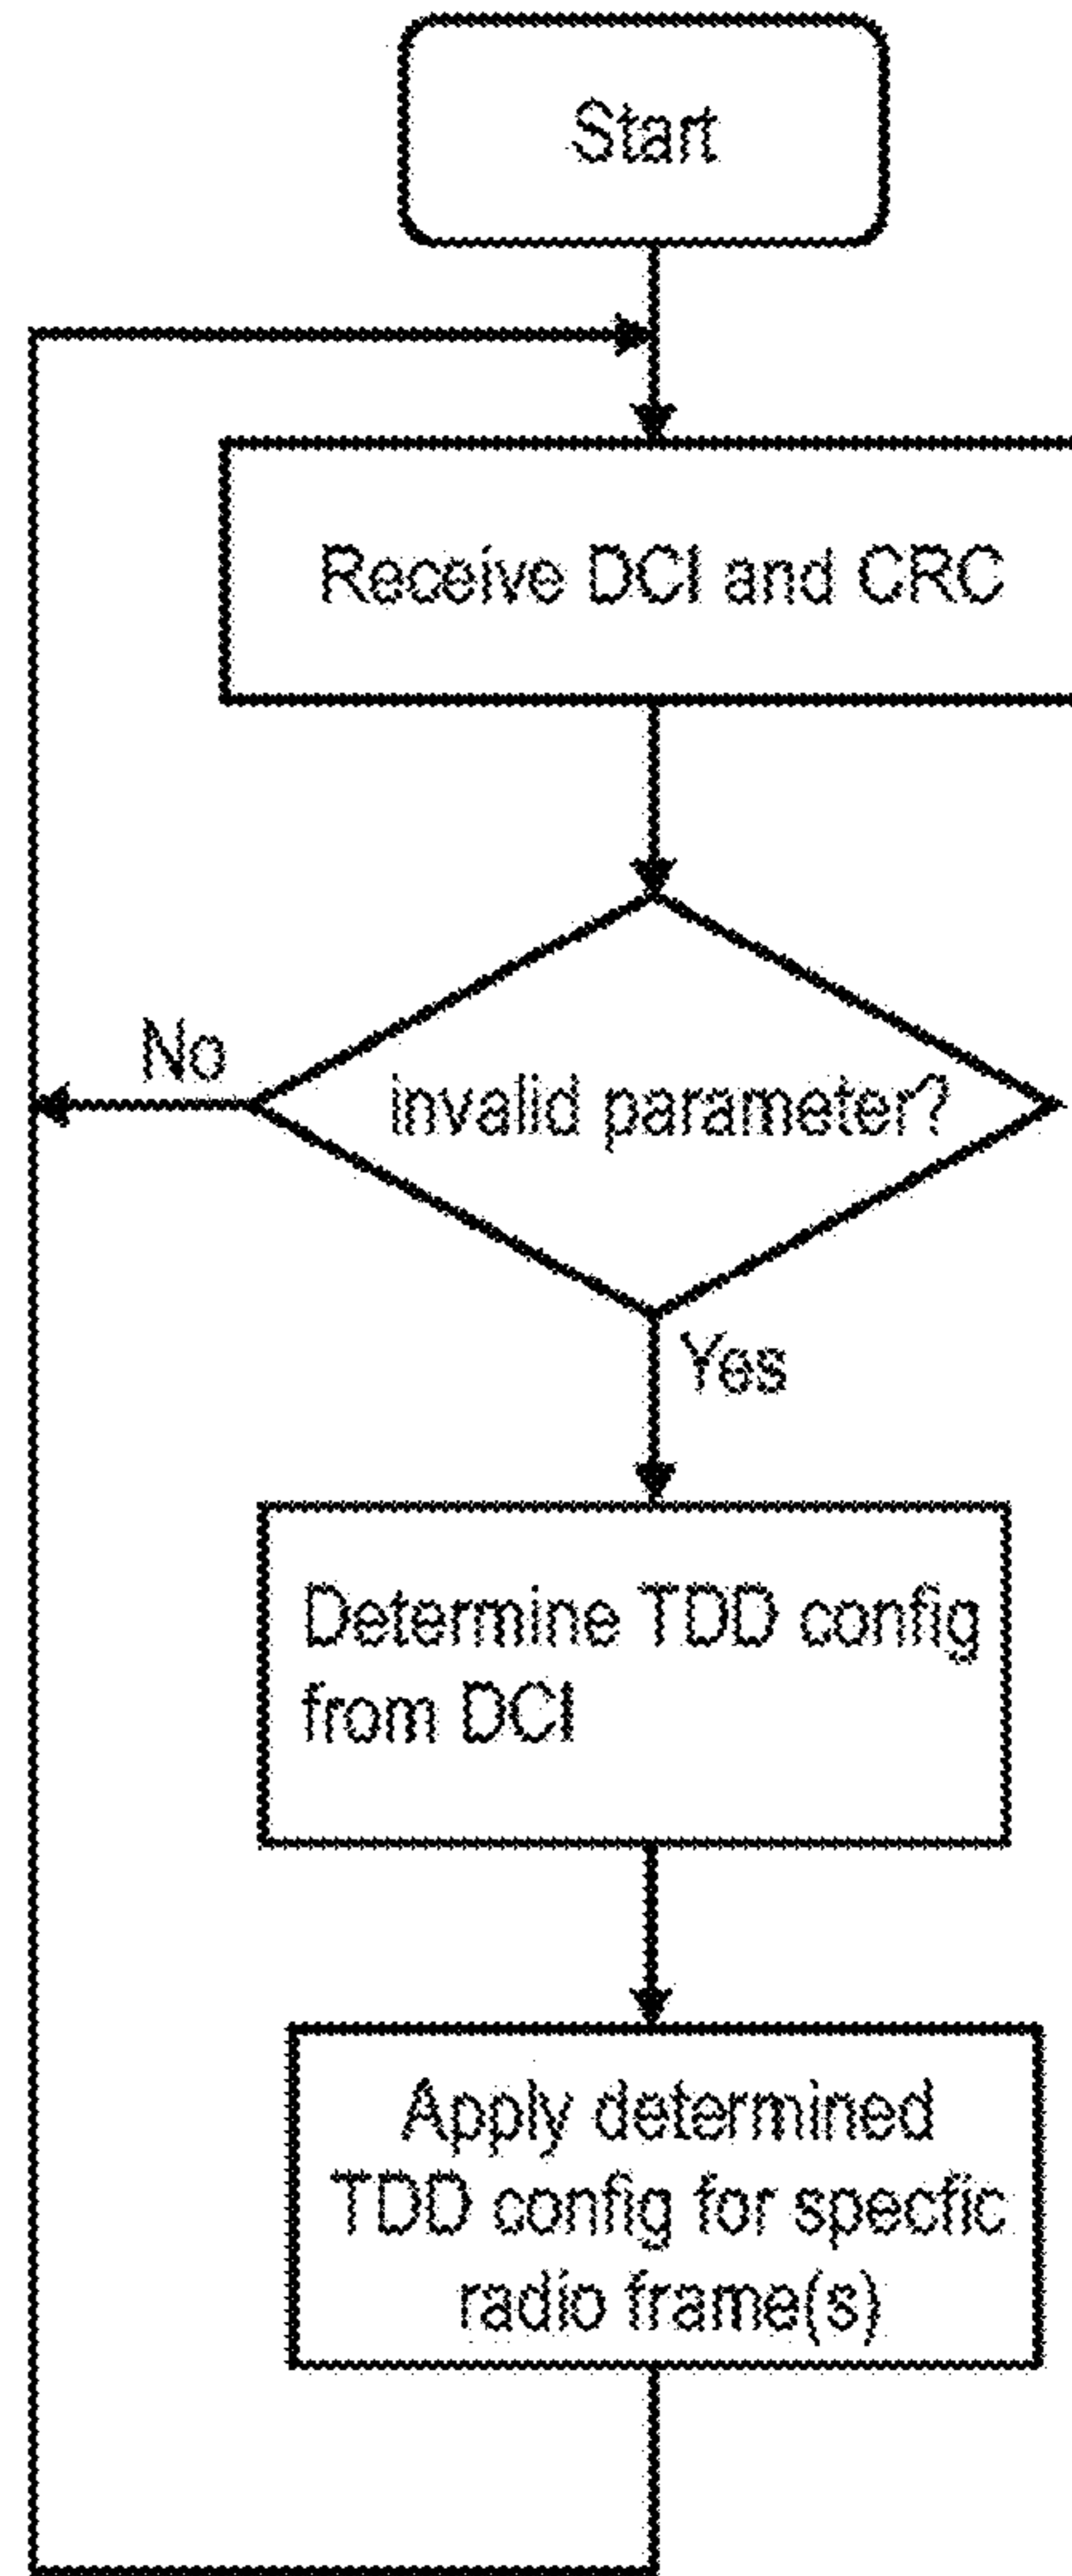 Start
Receive DCI and CRC
No
invalid parameter?
Yes
Determine TDD config
from DCI
Apply determined
TDD config for specfic
radio frame(s)